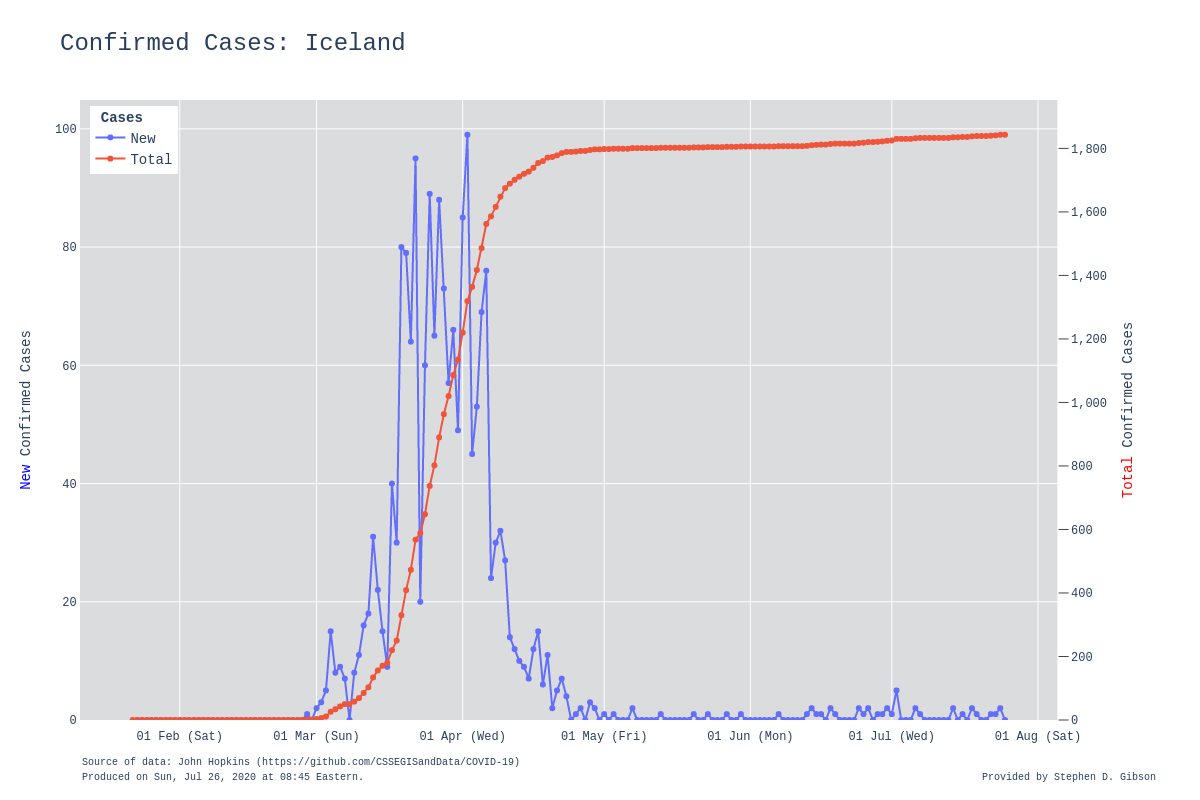 Confirmed Cases: Iceland
Cases
New
Total
100
80
60
40
20
0
New Confirmed Cases
1,800
1,600
1,400
1,200
1,000
800
600
400
200
0
Total Confirmed Cases
01 Feb (Sat)
01 Mar (Sun)
01 Apr (Wed)
01 May (Fri)
01 Jun (Mon)
01 Jul (Wed)
01 Aug (Sat)
Source of data: John Hopkins (https://github.com/CSSEGISandData/COVID-19)
Produced on Sun, Jul 26, 2020 at 08:45 Eastern.
Provided by Stephen D. Gibson